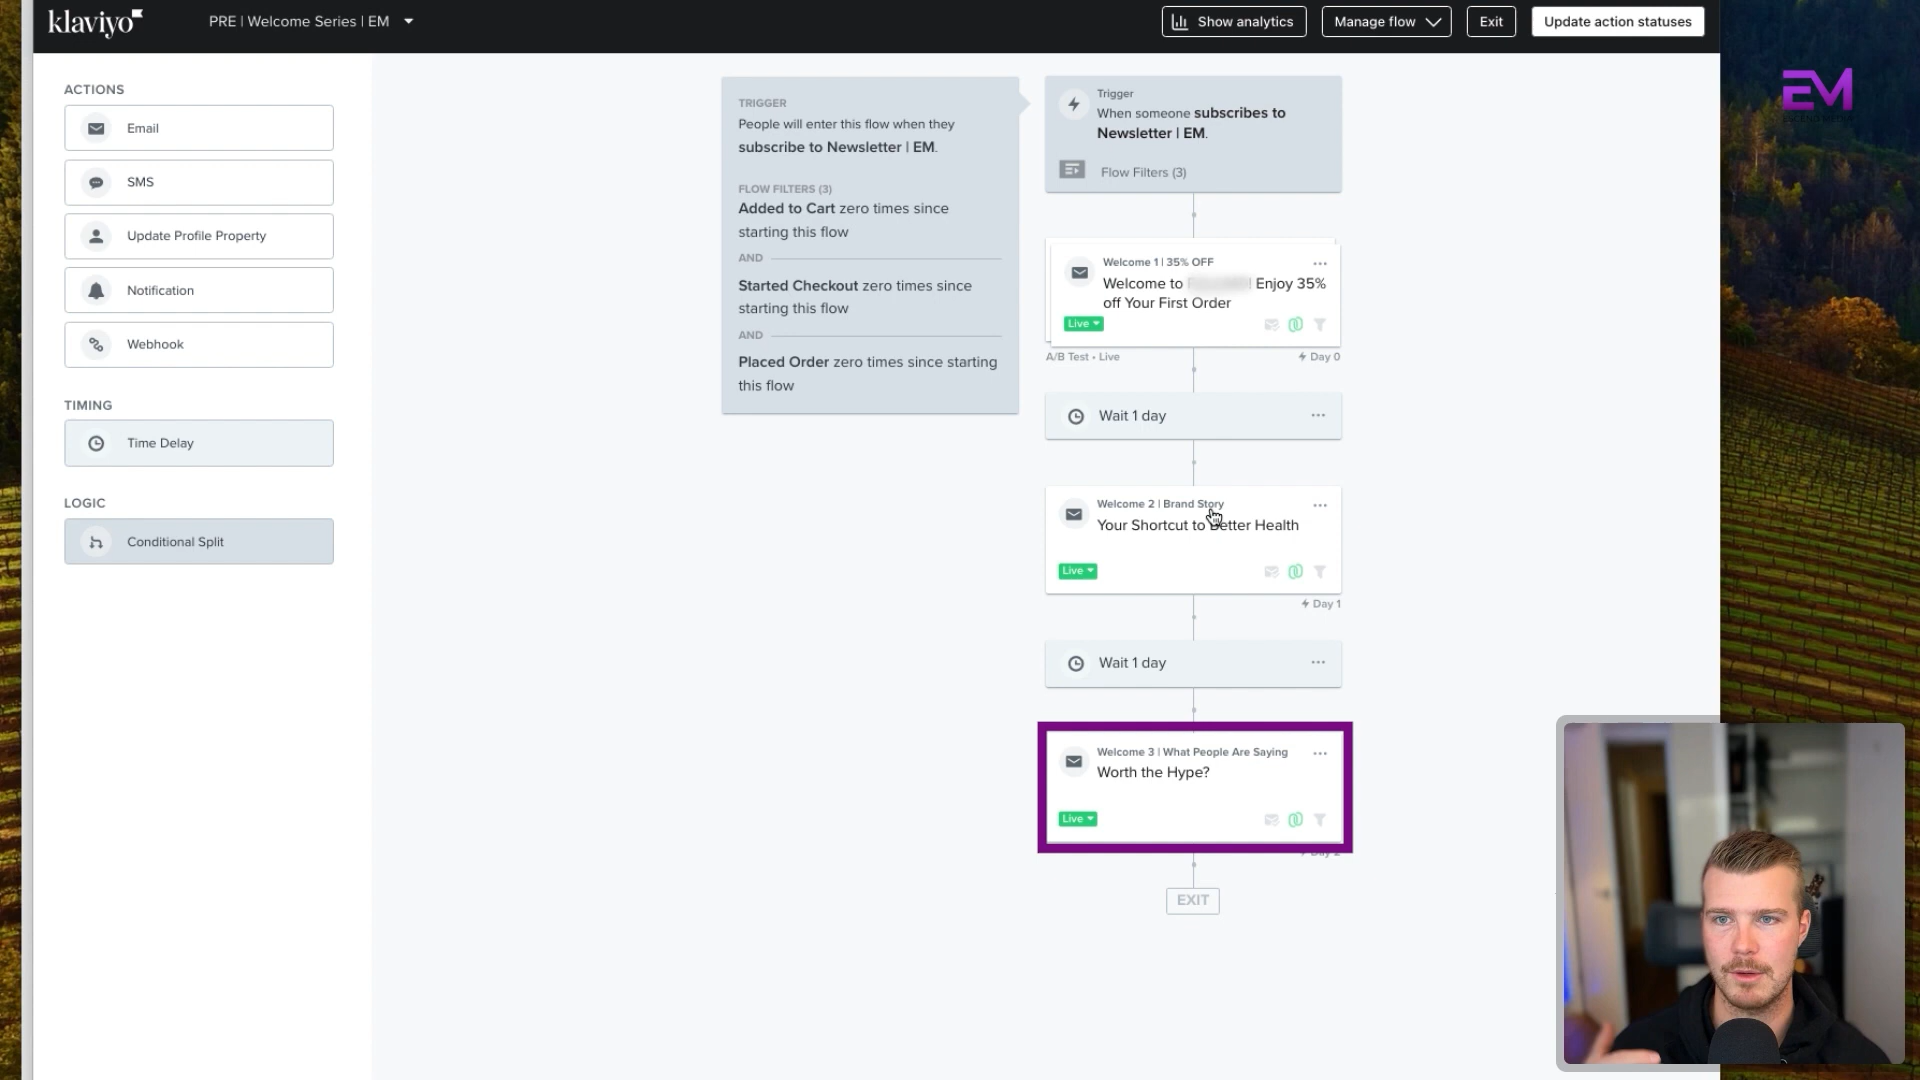 klaviyo
PRE | Welcome Series | EM
Show analytics
Manage flow
Exit
Update action statuses
ACTIONS
Email
SMS
Update Profile Property
Notification
Webhook
TIMING
Time Delay
LOGIC
Conditional Split
TRIGGER
People will enter this flow when they
subscribe to Newsletter | EM.
FLOW FILTERS (3)
Added to Cart zero times since
starting this flow
AND
Started Checkout zero times since
starting this flow
AND
Placed Order zero times since starting
this flow
Trigger
When someone subscribes to
Newsletter | EM.
Flow Filters (3)
Welcome 1 | 35% OFF
Welcome to Enjoy 35%
off Your First Order
Live
A/B Test • Live
Day 0
Wait 1 day
Welcome 2 | Brand Story
Your Shortcut to Better Health
Live
Day 1
Wait 1 day
Welcome 3 | What People Are Saying
Worth the Hype?
Live
Day 2
EXIT
EM